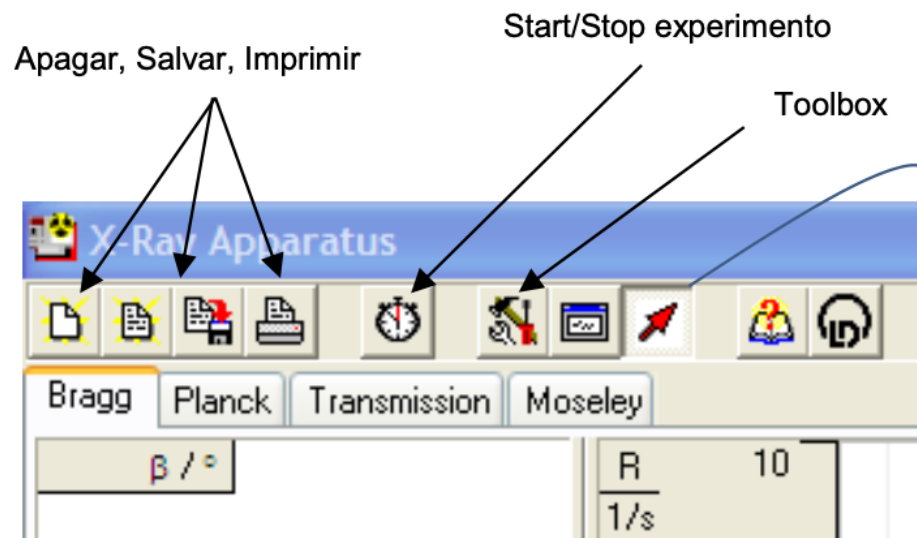 Start/Stop experimento
Apagar, Salvar, Imprimir
Toolbox
X-Ray Apparatus
Bragg Planck Transmission Moseley
β / °
R 10
1/s